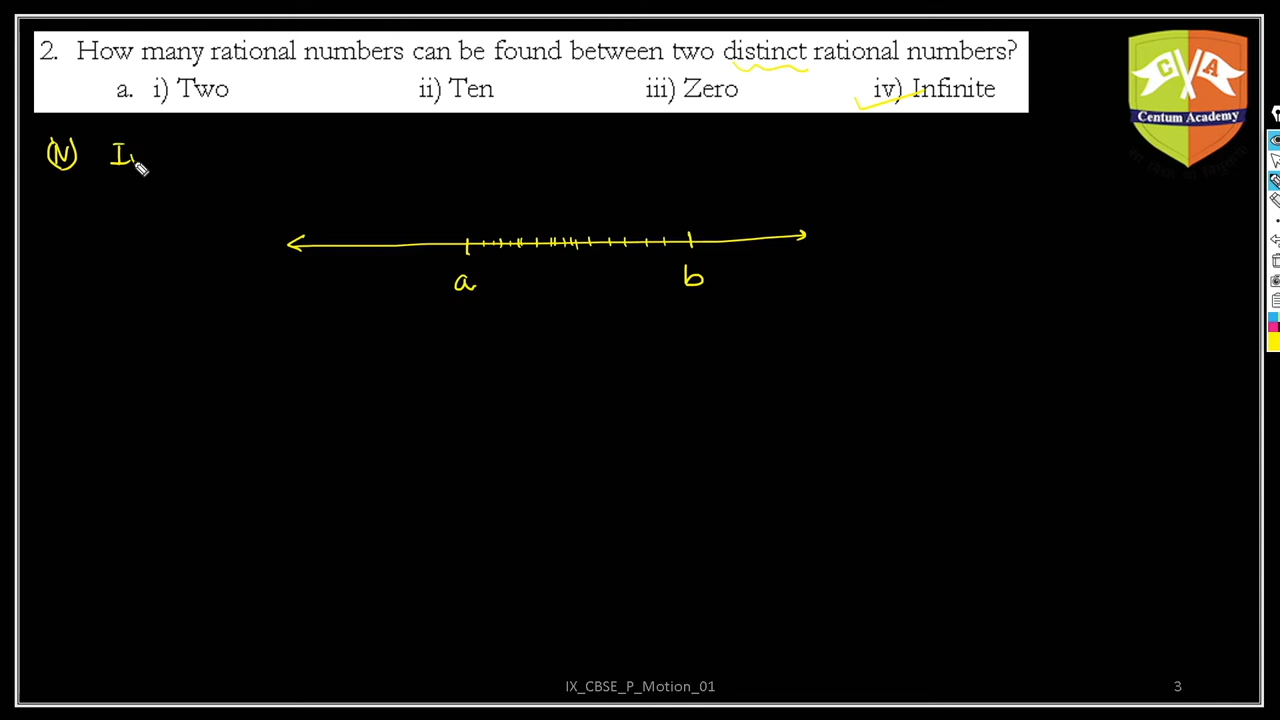 2. How many rational numbers can be found between two distinct rational numbers?
a. i) Two ii) Ten iii) Zero iv) Infinite
C A
Centum Academy
N I
a b
IX_CBSE_P_Motion_01 3